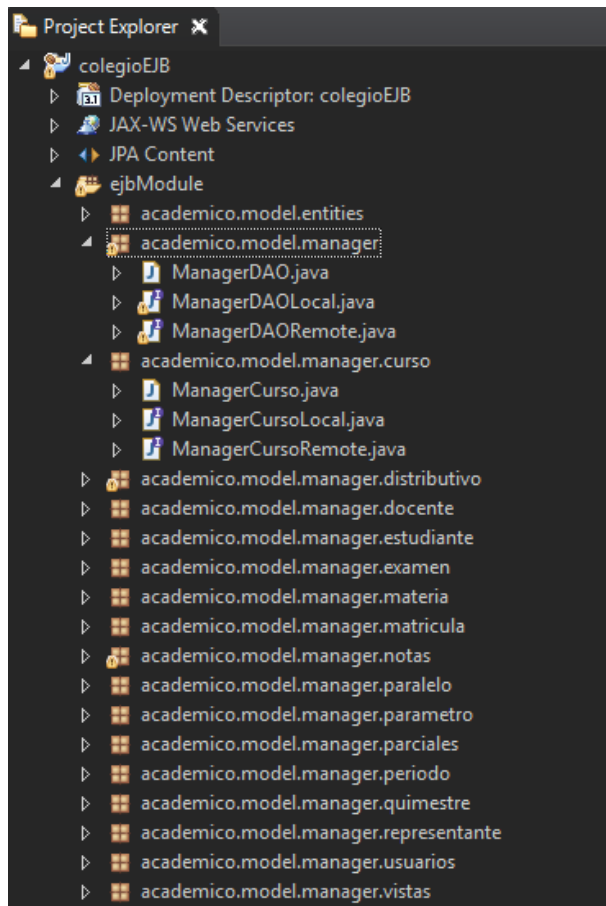 Project Explorer
colegioEJB
3.1 Deployment Descriptor: colegioEJB
JAX-WS Web Services
JPA Content
ejbModule
academico.model.entities
academico.model.manager
J ManagerDAO.java
J I ManagerDAOLocal.java
J I ManagerDAORemote.java
academico.model.manager.curso
J ManagerCurso.java
J I ManagerCursoLocal.java
J I ManagerCursoRemote.java
academico.model.manager.distributivo
academico.model.manager.docente
academico.model.manager.estudiante
academico.model.manager.examen
academico.model.manager.materia
academico.model.manager.matricula
academico.model.manager.notas
academico.model.manager.paralelo
academico.model.manager.parametro
academico.model.manager.parciales
academico.model.manager.periodo
academico.model.manager.quimestre
academico.model.manager.representante
academico.model.manager.usuarios
academico.model.manager.vistas